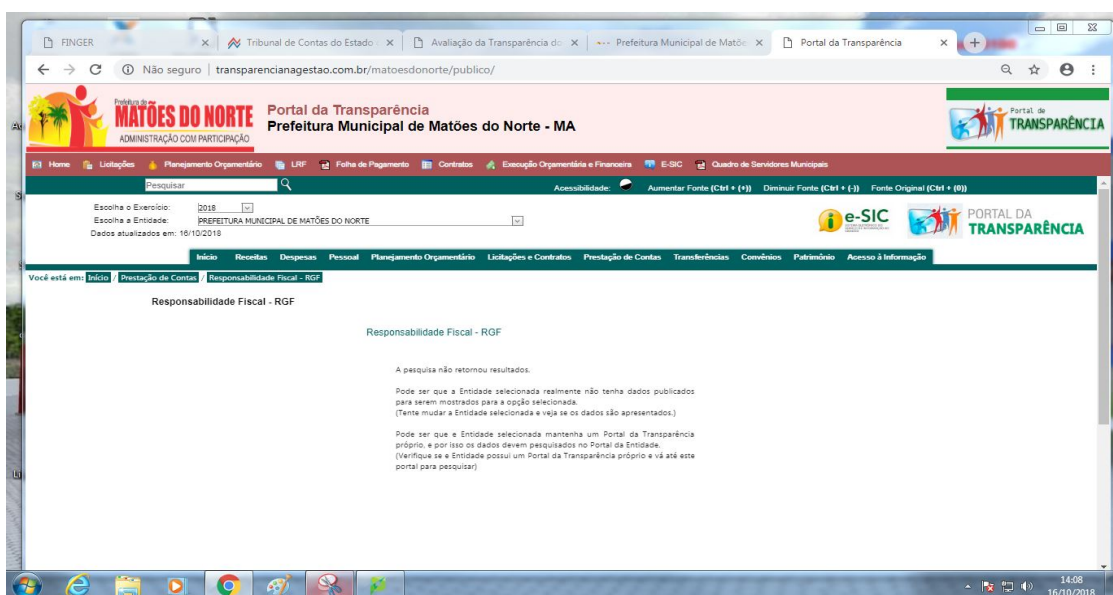 FINGER
Tribunal de Contas do Estado
Avaliação da Transparência do
Prefeitura Municipal de Matõe
Portal da Transparência
Não seguro | transparencianagestao.com.br/matoesdonorte/publico/
Prefeitura de
MATÕES DO NORTE
ADMINISTRAÇÃO COM PARTICIPAÇÃO
Portal da Transparência
Prefeitura Municipal de Matões do Norte - MA
Portal de
TRANSPARÊNCIA
Home Licitações Planejamento Orçamentário LRF Folha de Pagamento Contratos Execução Orçamentária e Financeira E-SIC Quadro de Servidores Municipais
Pesquisar
Acessibilidade: Aumentar Fonte (Ctrl + (+)) Diminuir Fonte (Ctrl + (-)) Fonte Original (Ctrl + (0))
Escolha o Exercício: 2018
Escolha a Entidade: PREFEITURA MUNICIPAL DE MATÕES DO NORTE
Dados atualizados em: 16/10/2018
e-SIC
PORTAL DA
TRANSPARÊNCIA
Início Receitas Despesas Pessoal Planejamento Orçamentário Licitações e Contratos Prestação de Contas Transferências Convênios Patrimônio Acesso à Informação
Você está em: Início / Prestação de Contas / Responsabilidade Fiscal - RGF
Responsabilidade Fiscal - RGF
Responsabilidade Fiscal - RGF
A pesquisa não retornou resultados.
Pode ser que a Entidade selecionada realmente não tenha dados publicados
para serem mostrados para a opção selecionada.
(Tente mudar a Entidade selecionada e veja se os dados são apresentados.)
Pode ser que e Entidade selecionada mantenha um Portal da Transparência
próprio, e por isso os dados devem pesquisados no Portal da Entidade.
(Verifique se e Entidade possui um Portal da Transparência próprio e vá até este
portal para pesquisar)
14:08
16/10/2018